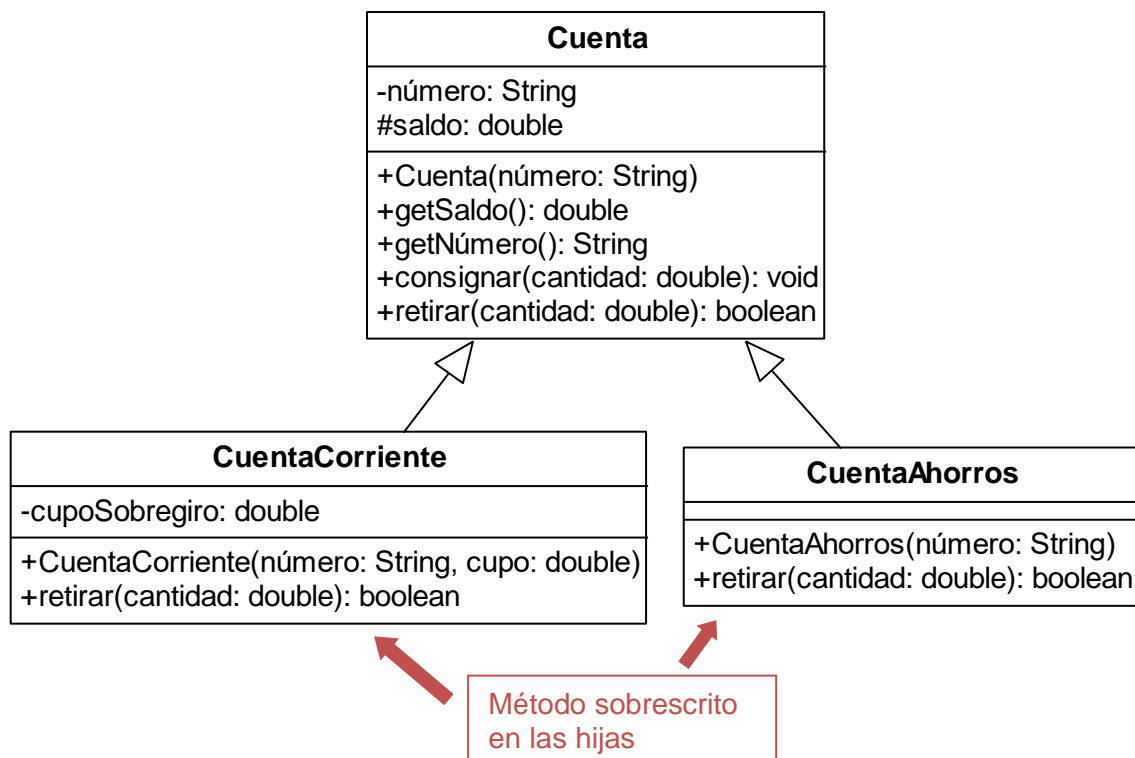 Cuenta
-número: String
#saldo: double
+Cuenta(número: String)
+getSaldo(): double
+getNúmero(): String
+consignar(cantidad: double): void
+retirar(cantidad: double): boolean
CuentaCorriente
-cupoSobregiro: double
+CuentaCorriente(número: String, cupo: double)
+retirar(cantidad: double): boolean
CuentaAhorros
+CuentaAhorros(número: String)
+retirar(cantidad: double): boolean
Método sobrescrito
en las hijas